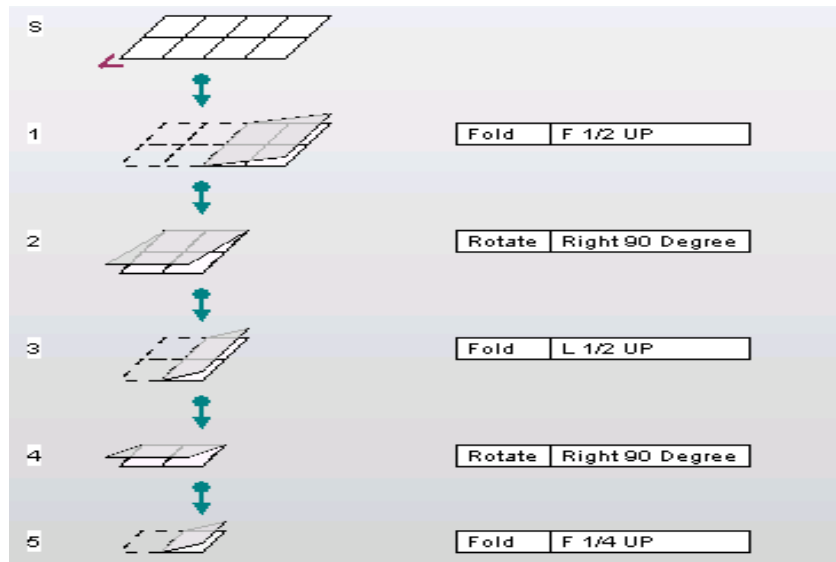 S
1 Fold F 1/2 UP
2 Rotate Right 90 Degree
3 Fold L 1/2 UP
4 Rotate Right 90 Degree
5 Fold F 1/4 UP